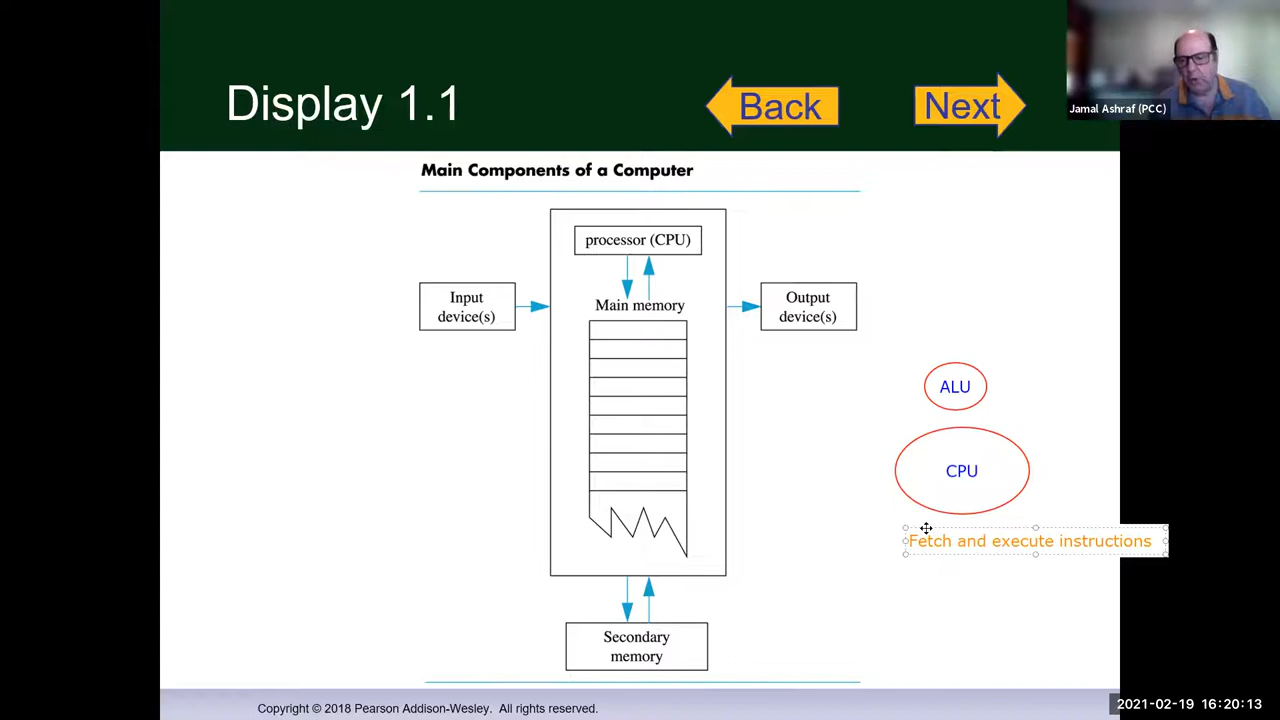 Display 1.1
Back
Next
Jamal Ashraf (PCC)
Main Components of a Computer
processor (CPU)
Main memory
Input
device(s)
Output
device(s)
ALU
CPU
Fetch and execute instructions
Secondary
memory
Copyright © 2018 Pearson Addison-Wesley. All rights reserved.
2021-02-19 16:20:13